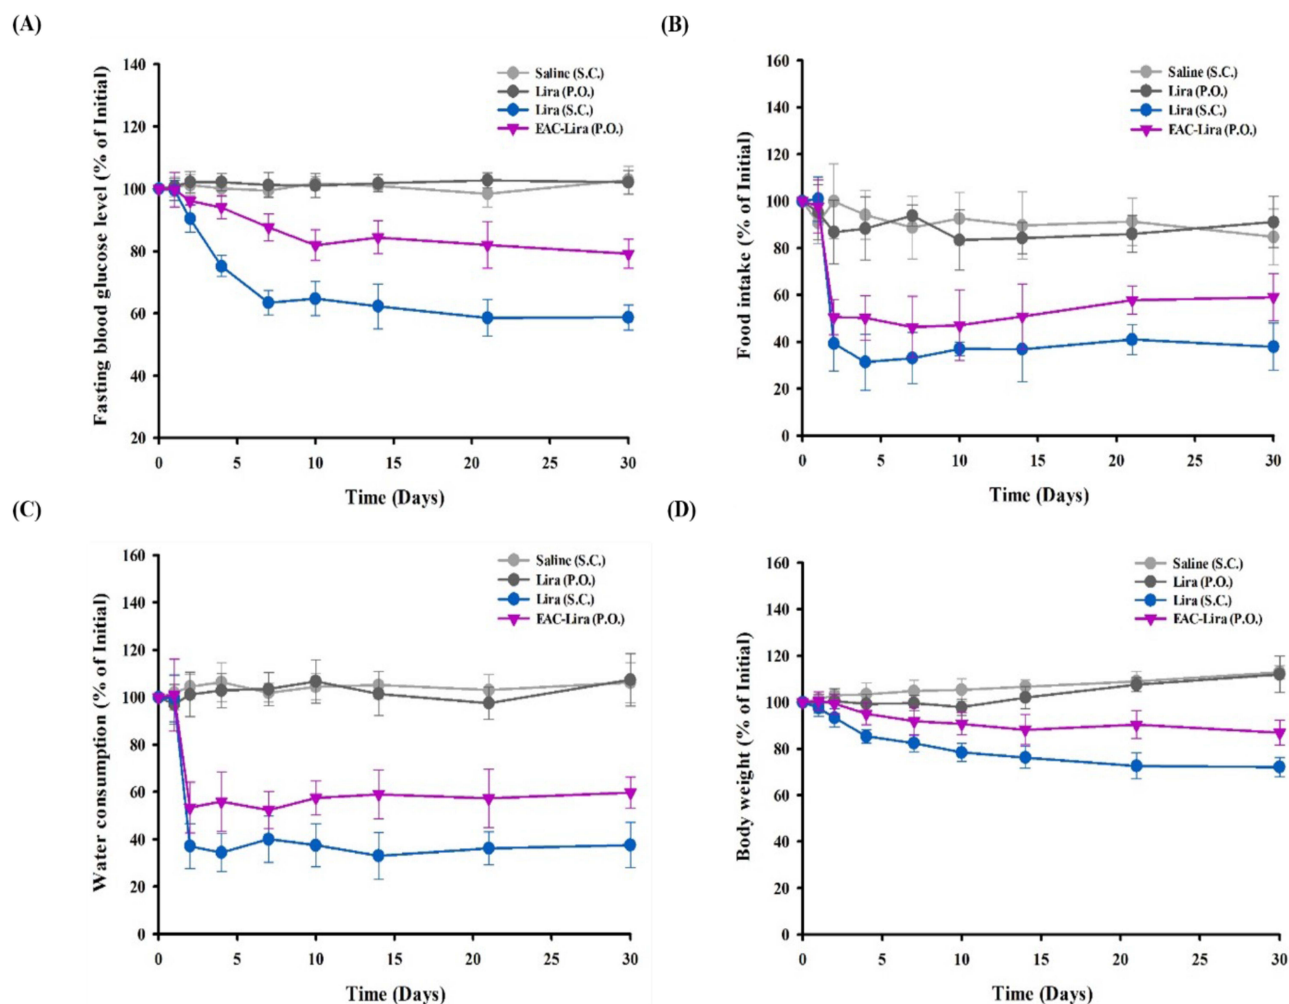 (A)
Fasting blood glucose level (% of Initial)
140
120
100
80
60
40
20
Saline (S.C.)
Lira (P.O.)
Lira (S.C.)
EAC-Lira (P.O.)
0 5 10 15 20 25 30
Time (Days)
(B)
Food intake (% of Initial)
160
140
120
100
80
60
40
20
0
Saline (S.C.)
Lira (P.O.)
Lira (S.C.)
EAC-Lira (P.O.)
0 5 10 15 20 25 30
Time (Days)
(C)
Water consumption (% of Initial)
160
140
120
100
80
60
40
20
0
Saline (S.C.)
Lira (P.O.)
Lira (S.C.)
EAC-Lira (P.O.)
0 5 10 15 20 25 30
Time (Days)
(D)
Body weight (% of Initial)
160
140
120
100
80
60
40
20
0
Saline (S.C.)
Lira (P.O.)
Lira (S.C.)
EAC-Lira (P.O.)
0 5 10 15 20 25 30
Time (Days)